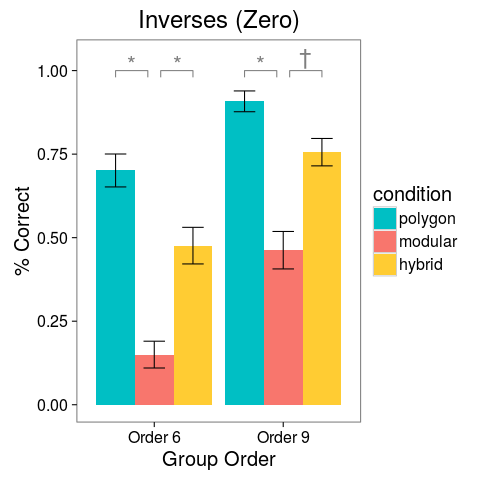 Inverses (Zero)
* * * †
1.00
0.75
0.50
0.25
0.00
% Correct
Order 6 Order 9
Group Order
condition
polygon
modular
hybrid